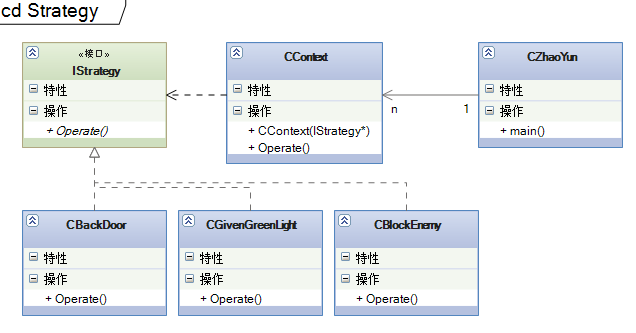 cd Strategy
«接口»
IStrategy
特性
操作
+ Operate()
CContext
特性
操作
+ CContext(IStrategy*)
+ Operate()
n
1
CZhaoYun
特性
操作
+ main()
CBackDoor
特性
操作
+ Operate()
CGivenGreenLight
特性
操作
+ Operate()
CBlockEnemy
特性
操作
+ Operate()